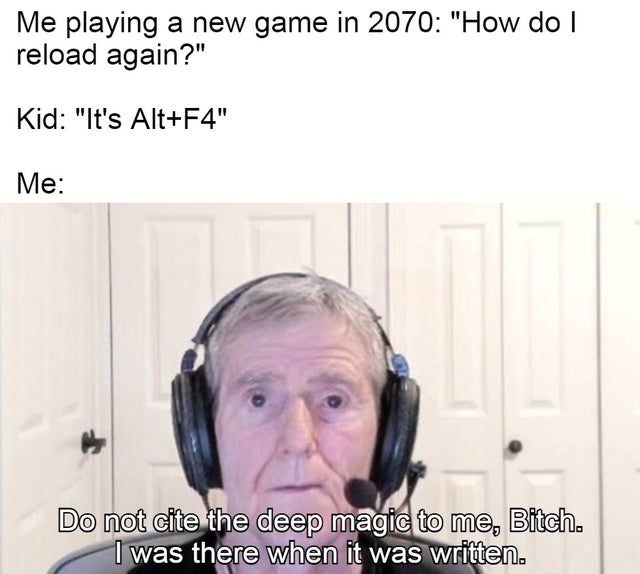 Me playing a new game in 2070: "How do I
reload again?"
Kid: "It's Alt+F4"
Me:
Do not cite the deep magic to me, Bitch.
I was there when it was written.